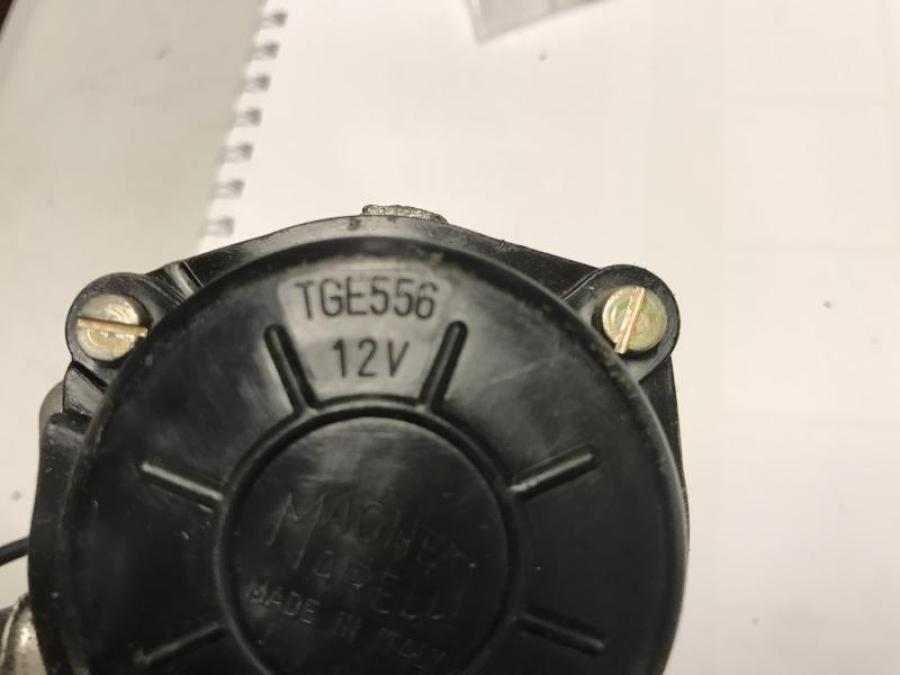 TGE556
12V
MAGNETI
MARELLI
MADE IN ITALY